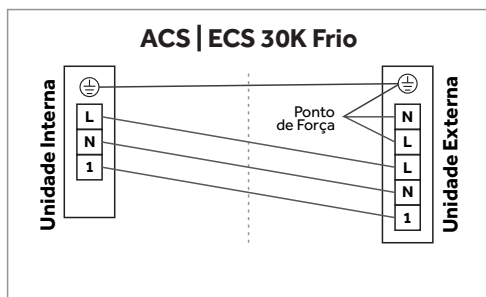 ACS | ECS 30K Frio
Unidade Interna
L
N
1
Ponto
de Força
N
L
L
N
1
Unidade Externa